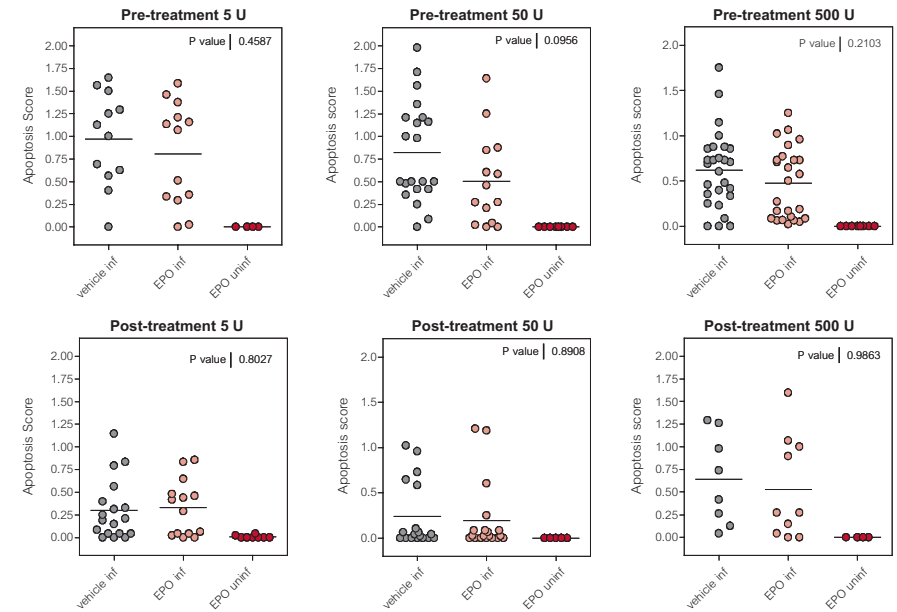 Pre-treatment 5 U
P value | 0.4587
Apoptosis Score
2.00
1.75
1.50
1.25
1.00
0.75
0.50
0.25
0.00
vehicle inf
EPO inf
EPO uninf
Pre-treatment 50 U
P value | 0.0956
Apoptosis score
2.00
1.75
1.50
1.25
1.00
0.75
0.50
0.25
0.00
vehicle inf
EPO inf
EPO uninf
Pre-treatment 500 U
P value | 0.2103
Apoptosis score
2.0
1.5
1.0
0.5
0.0
vehicle inf
EPO inf
EPO uninf
Post-treatment 5 U
P value | 0.8027
Apoptosis Score
2.00
1.75
1.50
1.25
1.00
0.75
0.50
0.25
0.00
vehicle inf
EPO inf
EPO uninf
Post-treatment 50 U
P value | 0.8908
Apoptosis score
2.0
1.5
1.0
0.5
0.0
vehicle inf
EPO inf
EPO uninf
Post-treatment 500 U
P value | 0.9863
Apoptosis score
2.00
1.75
1.50
1.25
1.00
0.75
0.50
0.25
0.00
vehicle inf
EPO inf
EPO uninf